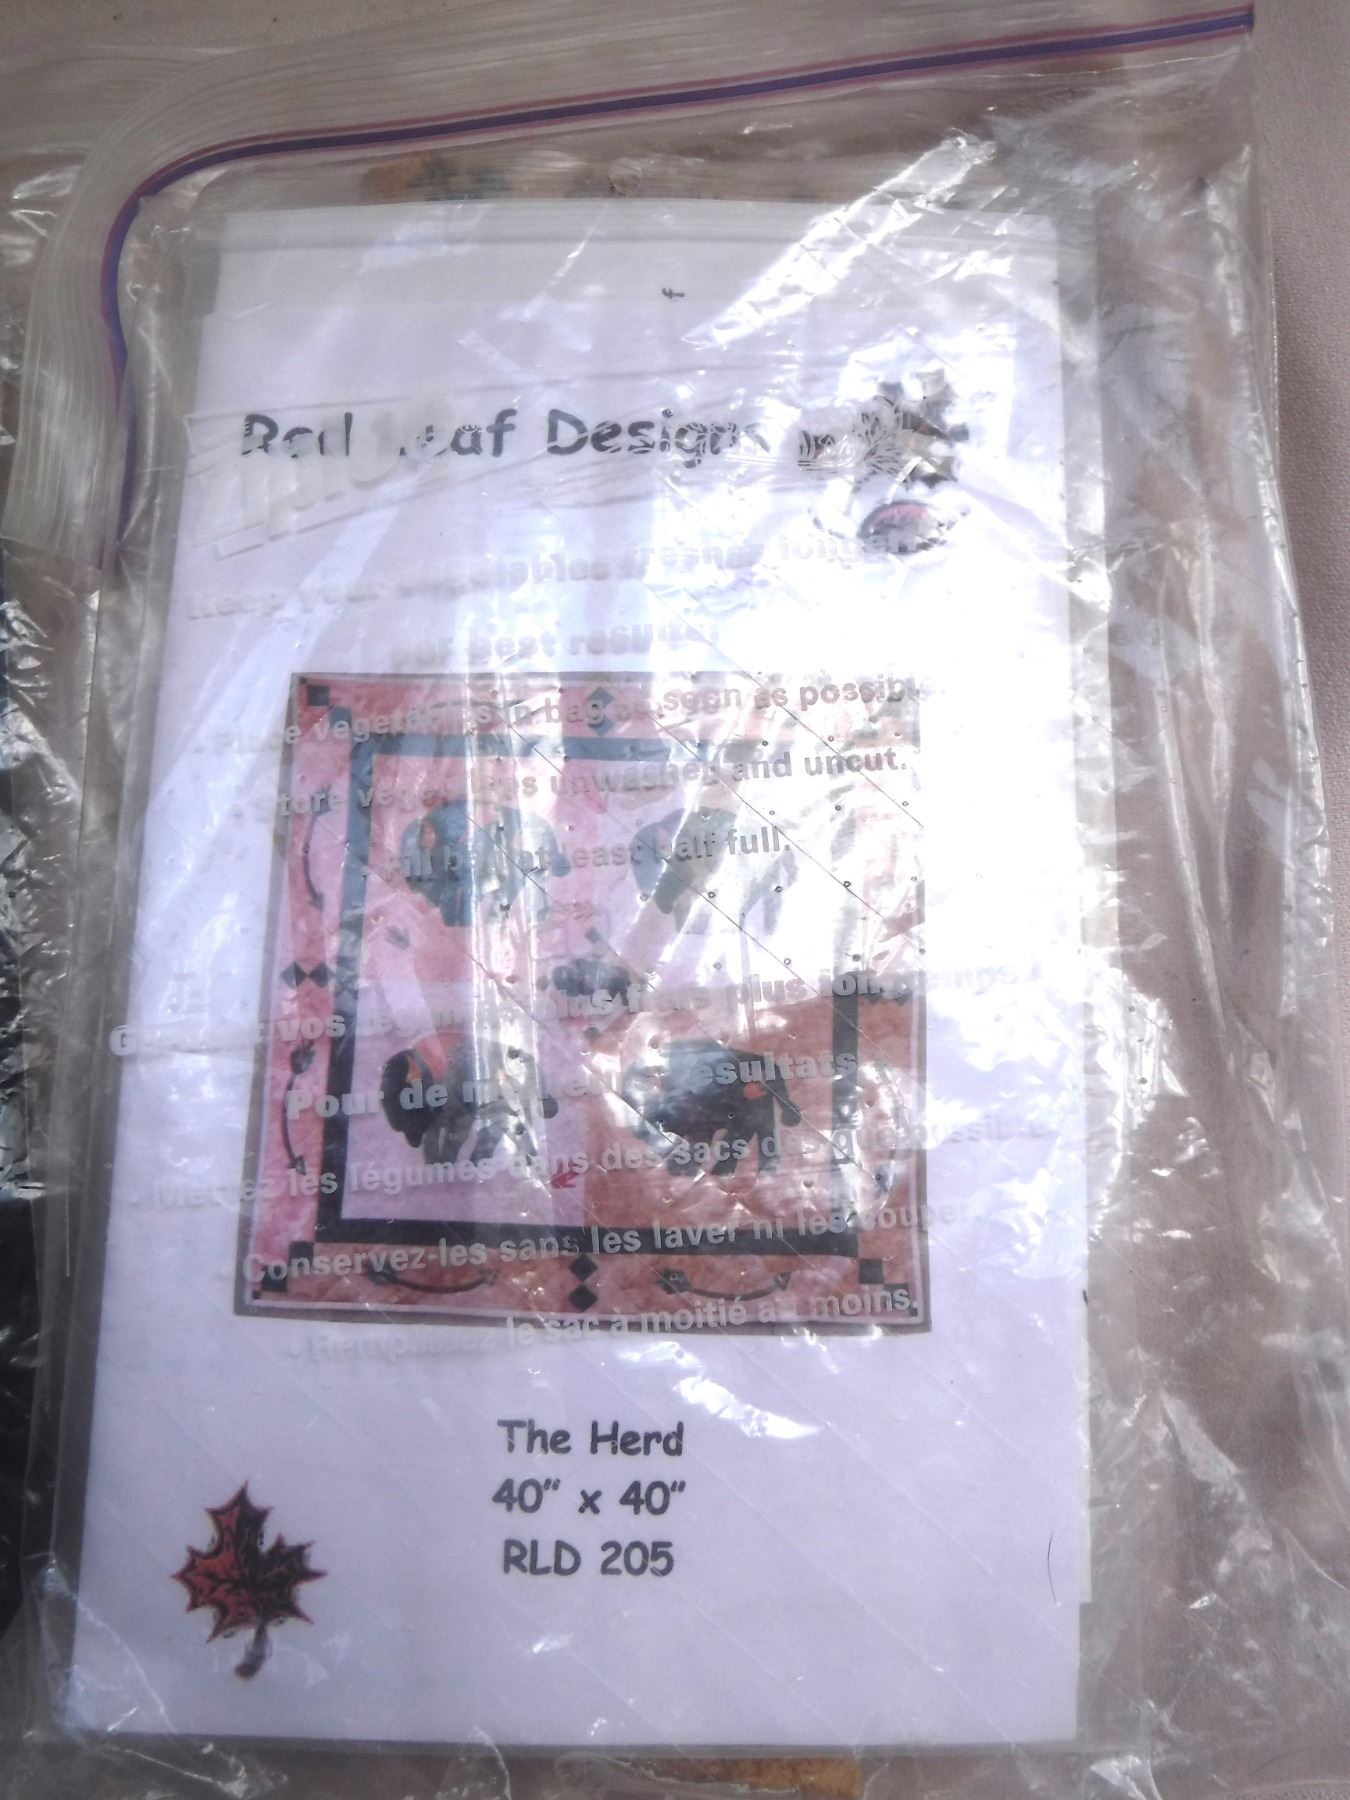 Red Leaf Designs
Ziploc
Keep your vegetables fresher longer
For best results:
• Place vegetables in bag as soon as possible.
• Store vegetables unwashed and uncut.
• Fill bag at least half full.
Gardez vos légumes plus frais plus longtemps!
Pour de meilleurs résultats
• Mettez les légumes dans des sacs dès que possible.
• Conservez-les sans les laver ni les couper.
• Remplissez le sac à moitié au moins.
The Herd
40" x 40"
RLD 205